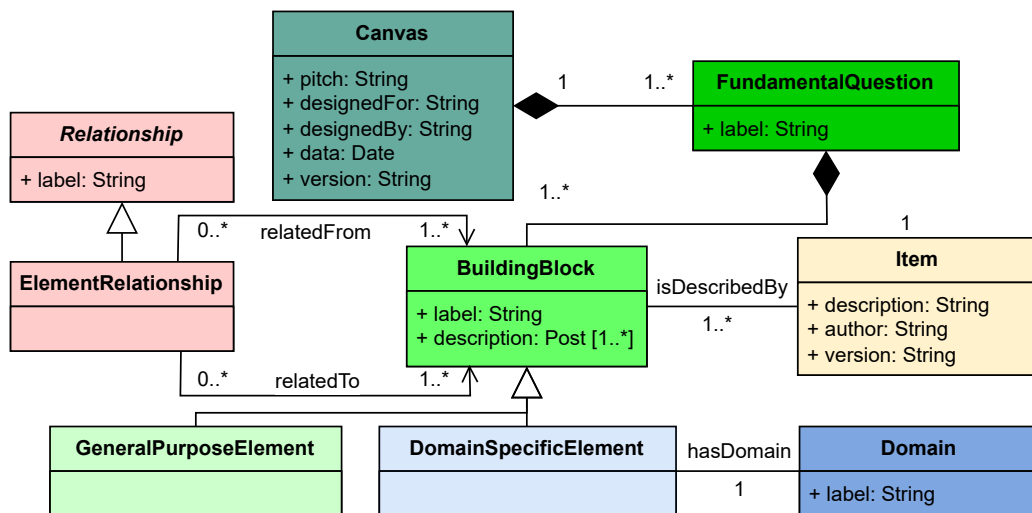 Canvas
+ pitch: String
+ designedFor: String
+ designedBy: String
+ data: Date
+ version: String
1
1..*
FundamentalQuestion
+ label: String
Relationship
+ label: String
1..*
1
0..*
relatedFrom
1..*
ElementRelationship
BuildingBlock
+ label: String
+ description: Post [1..*]
isDescribedBy
1..*
Item
+ description: String
+ author: String
+ version: String
0..*
relatedTo
1..*
GeneralPurposeElement
DomainSpecificElement
hasDomain
1
Domain
+ label: String